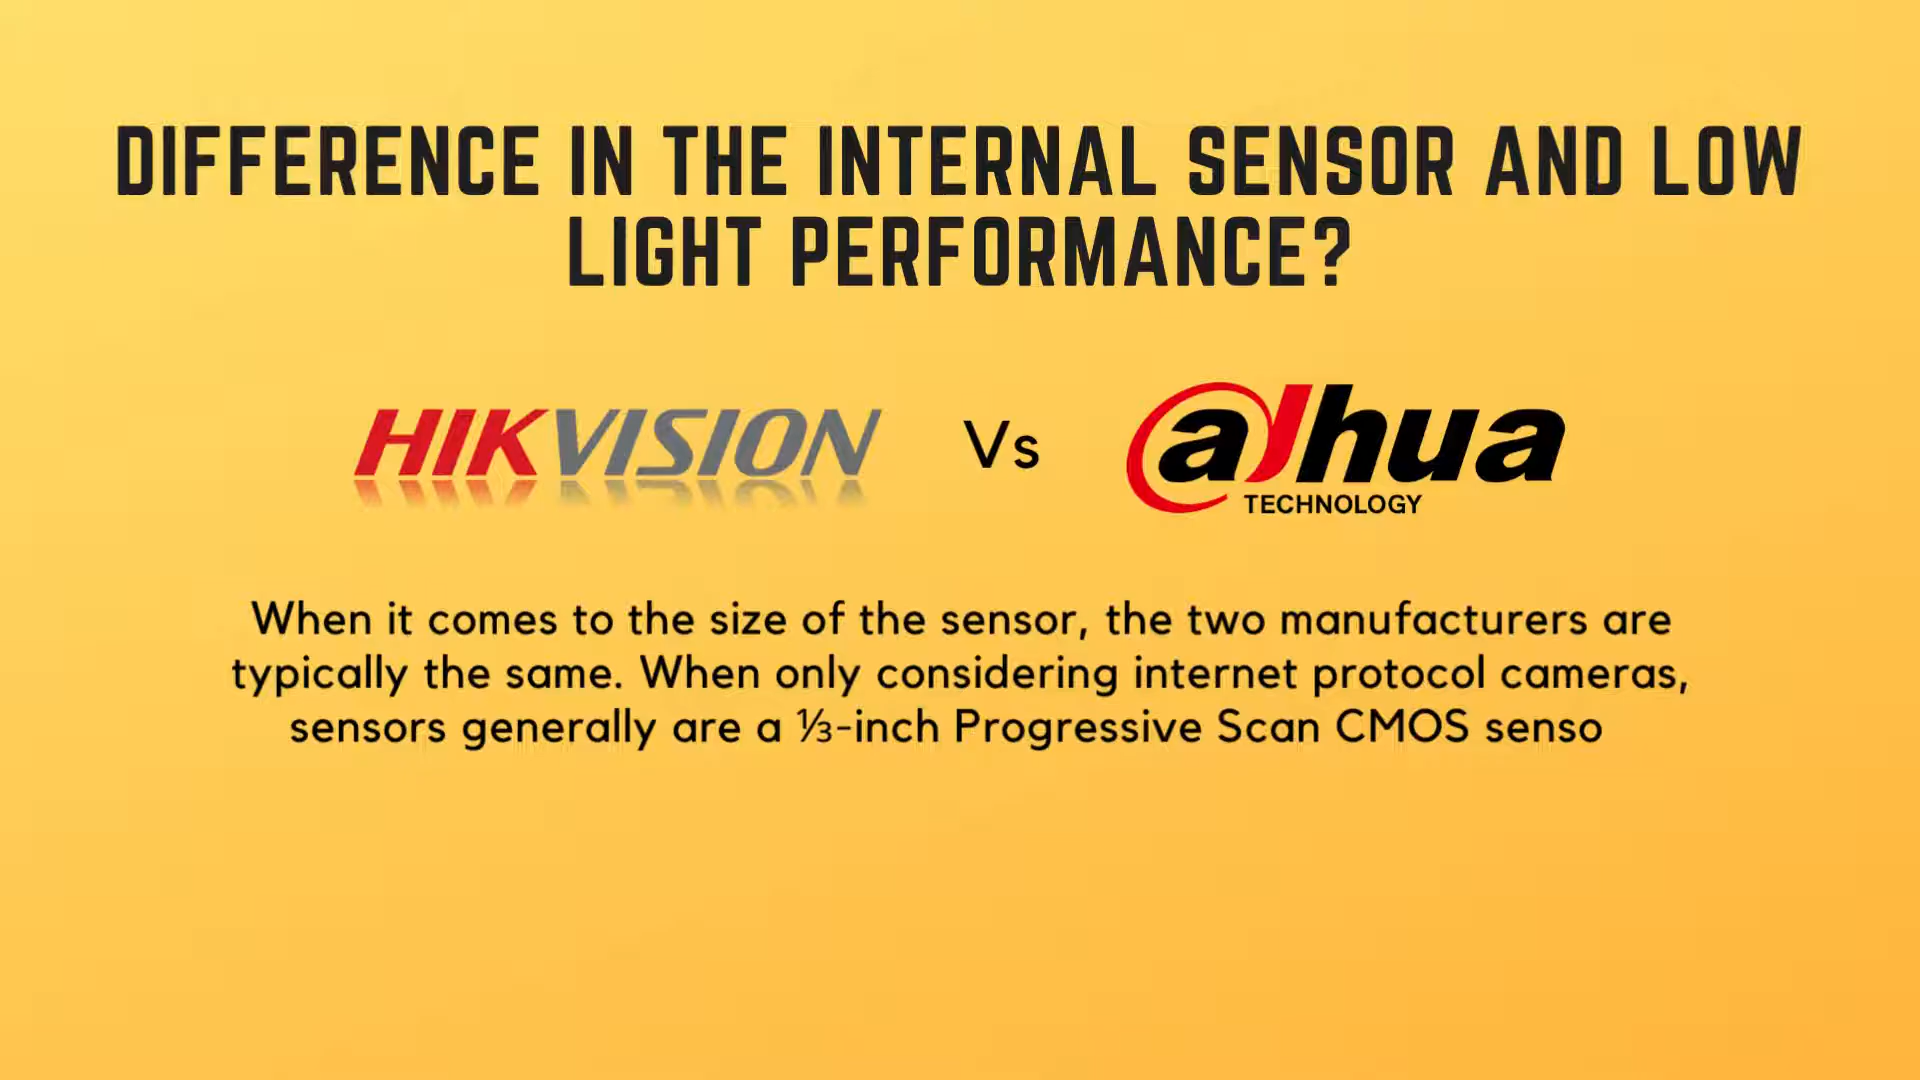 DIFFERENCE IN THE INTERNAL SENSOR AND LOW
LIGHT PERFORMANCE?
HIKVISION Vs alhua
TECHNOLOGY
When it comes to the size of the sensor, the two manufacturers are
typically the same. When only considering internet protocol cameras,
sensors generally are a ⅓-inch Progressive Scan CMOS senso